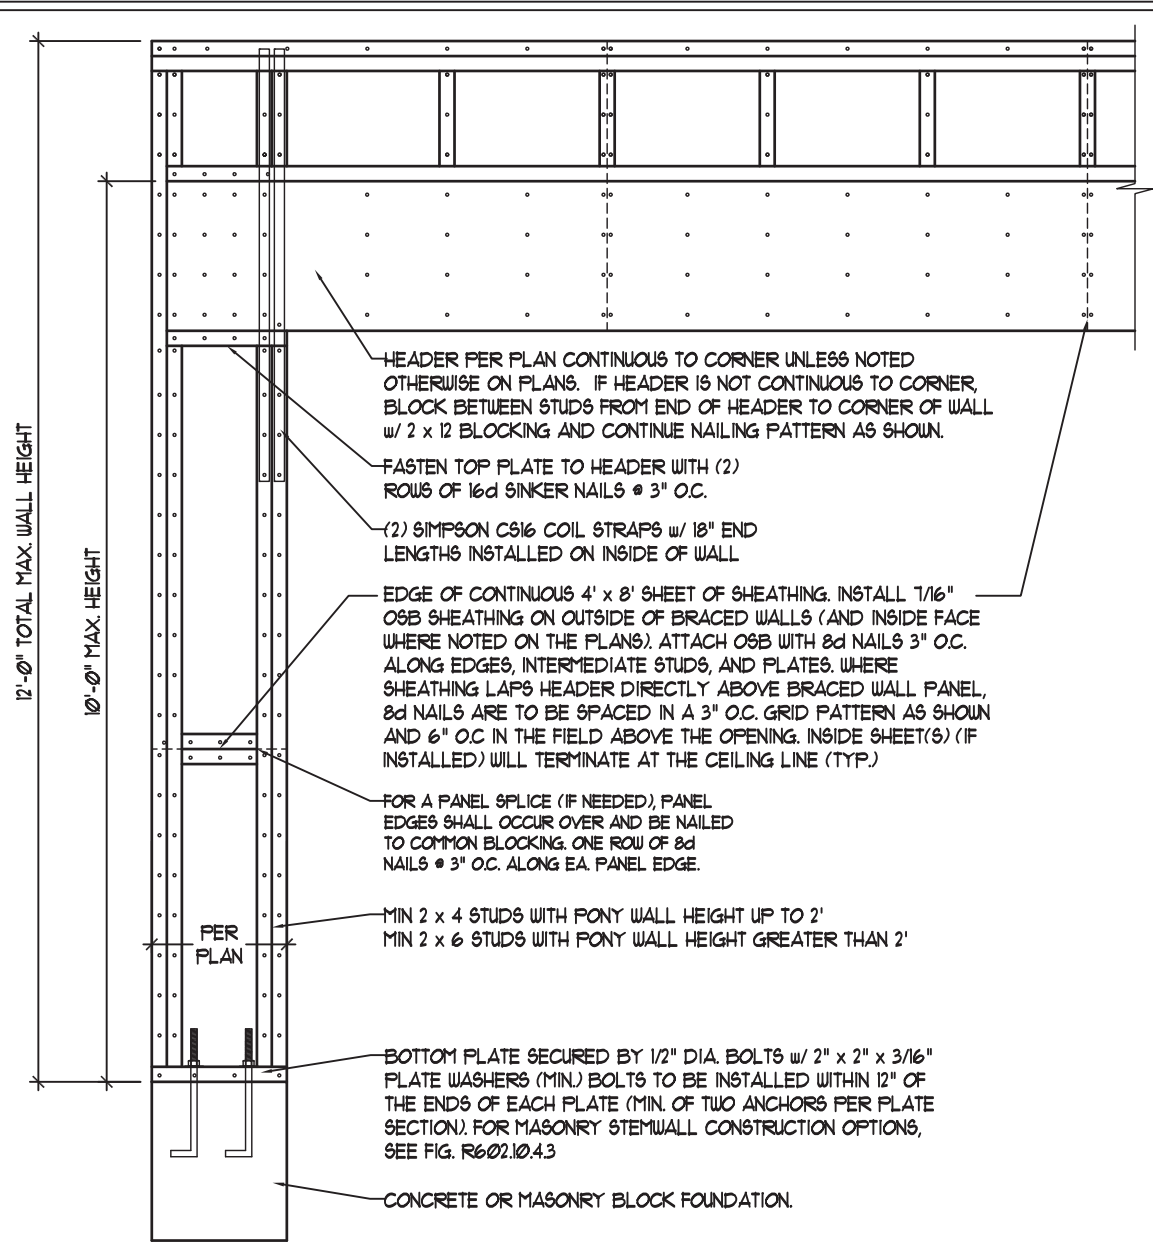 HEADER PER PLAN CONTINUOUS TO CORNER UNLESS NOTED
OTHERWISE ON PLANS. IF HEADER IS NOT CONTINUOUS TO CORNER,
BLOCK BETWEEN STUDS FROM END OF HEADER TO CORNER OF WALL
w/ 2 x 12 BLOCKING AND CONTINUE NAILING PATTERN AS SHOWN.
FASTEN TOP PLATE TO HEADER WITH (2)
ROWS OF 16d SINKER NAILS @ 3" O.C.
(2) SIMPSON CS16 COIL STRAPS w/ 18" END
LENGTHS INSTALLED ON INSIDE OF WALL
12'-0" TOTAL MAX. WALL HEIGHT
10'-0" MAX. HEIGHT
EDGE OF CONTINUOUS 4' x 8' SHEET OF SHEATHING. INSTALL 7/16"
OSB SHEATHING ON OUTSIDE OF BRACED WALLS (AND INSIDE FACE
WHERE NOTED ON THE PLANS). ATTACH OSB WITH 8d NAILS 3" O.C.
ALONG EDGES, INTERMEDIATE STUDS, AND PLATES. WHERE
SHEATHING LAPS HEADER DIRECTLY ABOVE BRACED WALL PANEL,
8d NAILS ARE TO BE SPACED IN A 3" O.C. GRID PATTERN AS SHOWN
AND 6" O.C IN THE FIELD ABOVE THE OPENING. INSIDE SHEET(S) (IF
INSTALLED) WILL TERMINATE AT THE CEILING LINE (TYP.)
FOR A PANEL SPLICE (IF NEEDED), PANEL
EDGES SHALL OCCUR OVER AND BE NAILED
TO COMMON BLOCKING. ONE ROW OF 8d
NAILS @ 3" O.C. ALONG EA. PANEL EDGE.
MIN 2 x 4 STUDS WITH PONY WALL HEIGHT UP TO 2'
MIN 2 x 6 STUDS WITH PONY WALL HEIGHT GREATER THAN 2'
PER
PLAN
BOTTOM PLATE SECURED BY 1/2" DIA. BOLTS w/ 2" x 2" x 3/16"
PLATE WASHERS (MIN.) BOLTS TO BE INSTALLED WITHIN 12" OF
THE ENDS OF EACH PLATE (MIN. OF TWO ANCHORS PER PLATE
SECTION). FOR MASONRY STEMWALL CONSTRUCTION OPTIONS,
SEE FIG. R602.10.4.3
CONCRETE OR MASONRY BLOCK FOUNDATION.